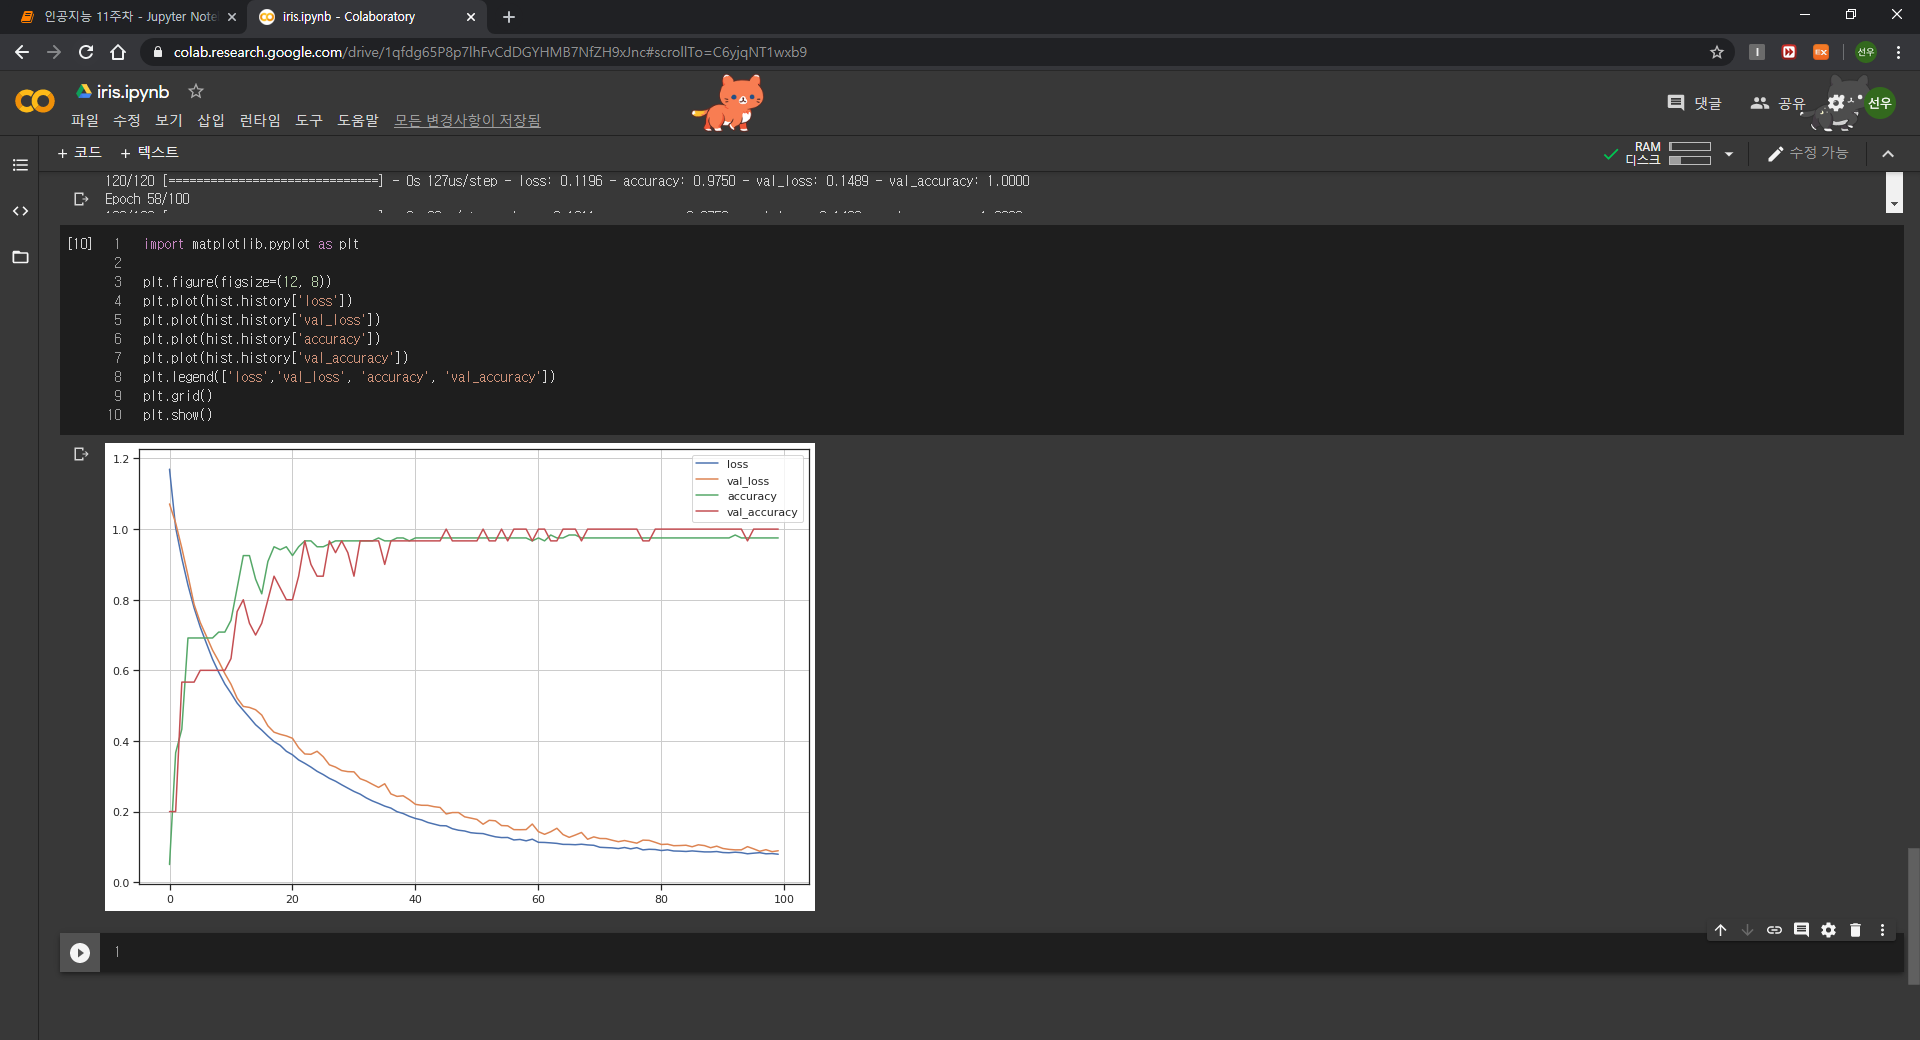 인공지능 11주차 - Jupyter Note
iris.ipynb - Colaboratory
colab.research.google.com/drive/1qfdg65P8p7lhFvCdDGYHMB7NfZH9xJnc#scrollTo=C6yjqNT1wxb9
선우
iris.ipynb
파일 수정 보기 삽입 런타임 도구 도움말 모든 변경사항이 저장됨
댓글 공유 선우
+ 코드 + 텍스트
RAM
디스크
수정 가능
120/120 [==============================] - 0s 127us/step - loss: 0.1196 - accuracy: 0.9750 - val_loss: 0.1489 - val_accuracy: 1.0000
Epoch 58/100
[10] 1 import matplotlib.pyplot as plt
2
3 plt.figure(figsize=(12, 8))
4 plt.plot(hist.history['loss'])
5 plt.plot(hist.history['val_loss'])
6 plt.plot(hist.history['accuracy'])
7 plt.plot(hist.history['val_accuracy'])
8 plt.legend(['loss','val_loss', 'accuracy', 'val_accuracy'])
9 plt.grid()
10 plt.show()
loss
val_loss
accuracy
val_accuracy
1.2
1.0
0.8
0.6
0.4
0.2
0.0
0 20 40 60 80 100
1